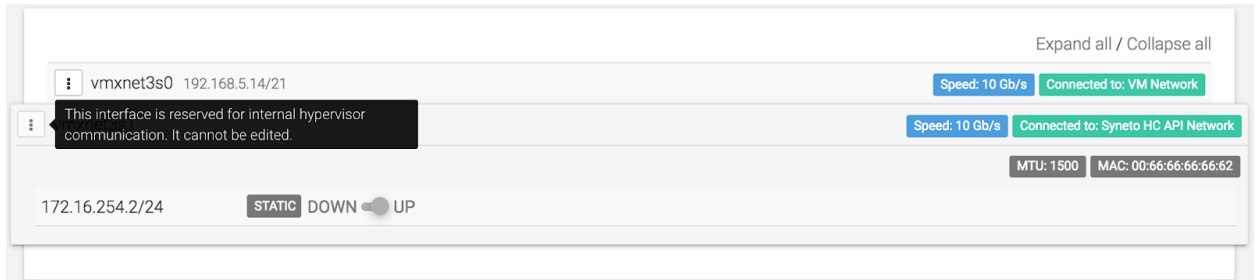 Expand all / Collapse all
vmxnet3s0 192.168.5.14/21 Speed: 10 Gb/s Connected to: VM Network
This interface is reserved for internal hypervisor
communication. It cannot be edited.
Speed: 10 Gb/s Connected to: Syneto HC API Network
MTU: 1500 MAC: 00:66:66:66:66:62
172.16.254.2/24 STATIC DOWN UP